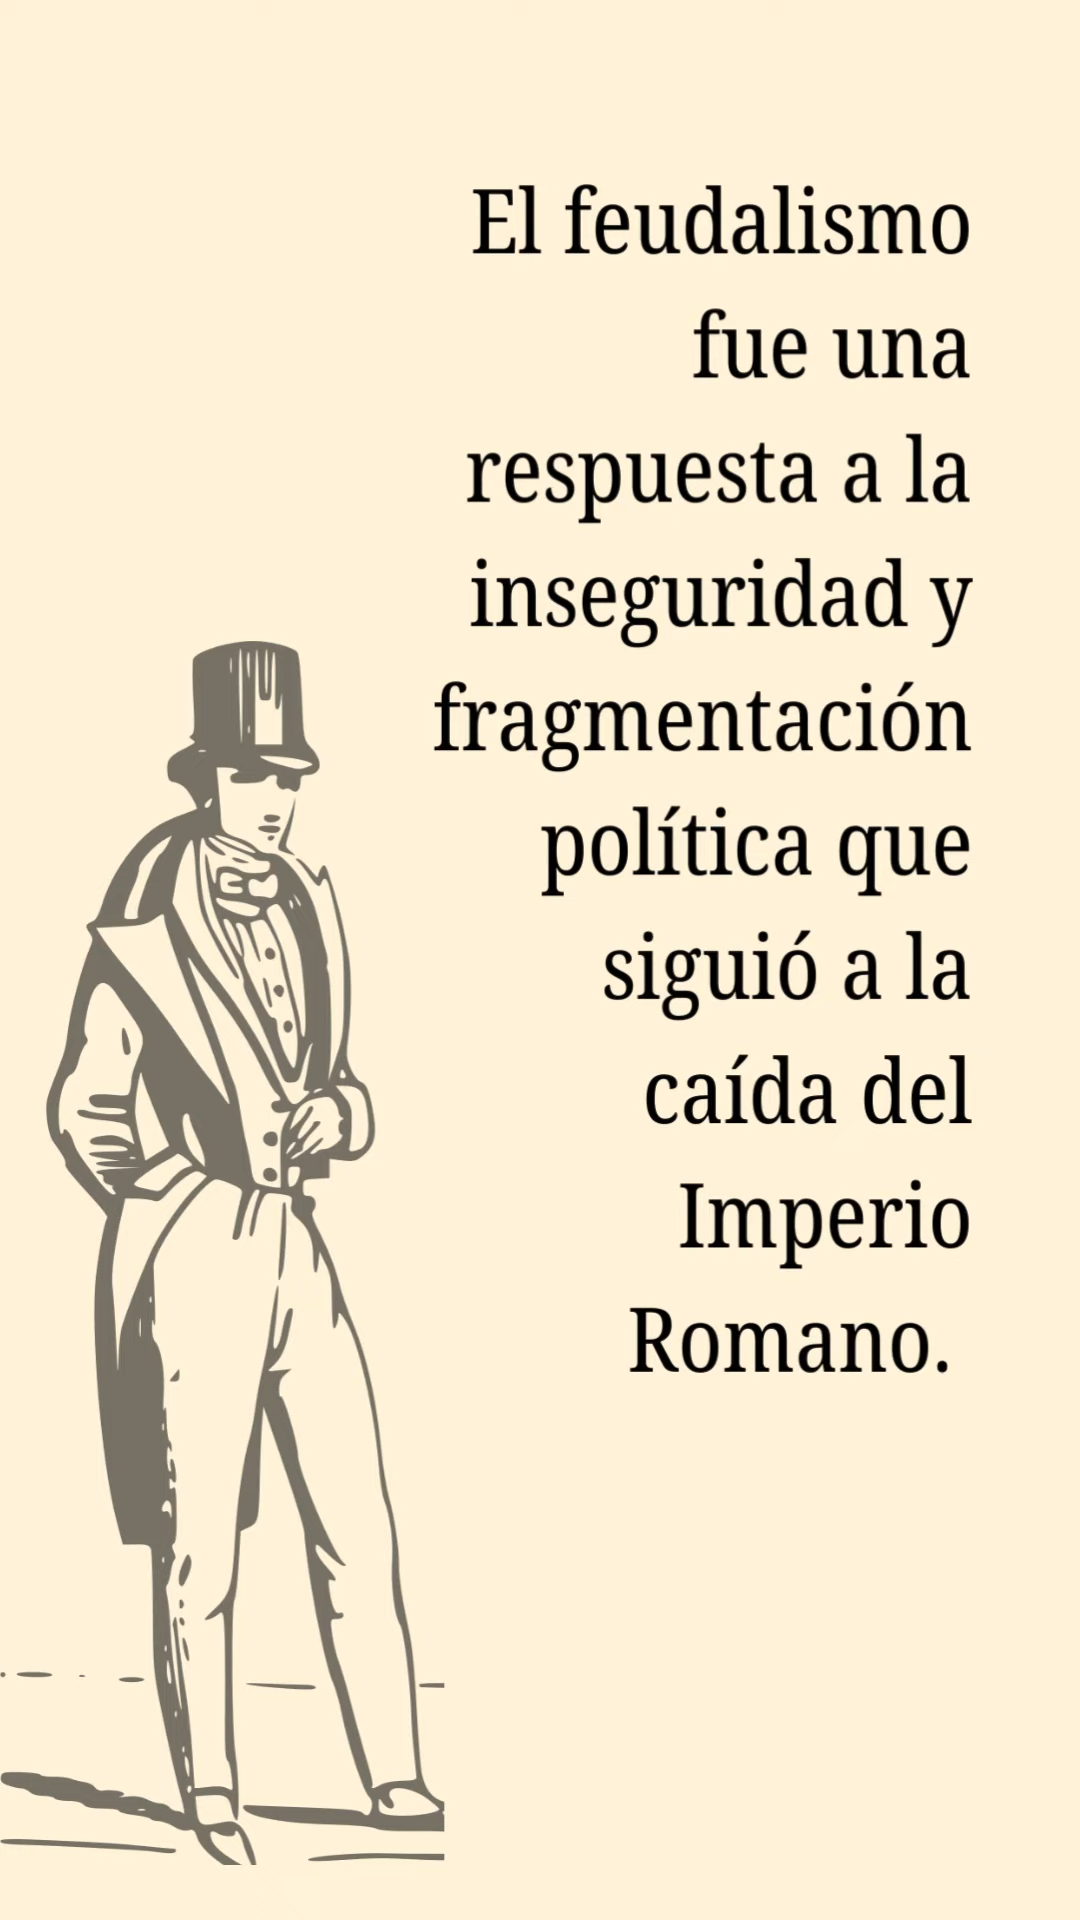 El feudalismo
fue una
respuesta a la
inseguridad y
fragmentación
política que
siguió a la
caída del
Imperio
Romano.